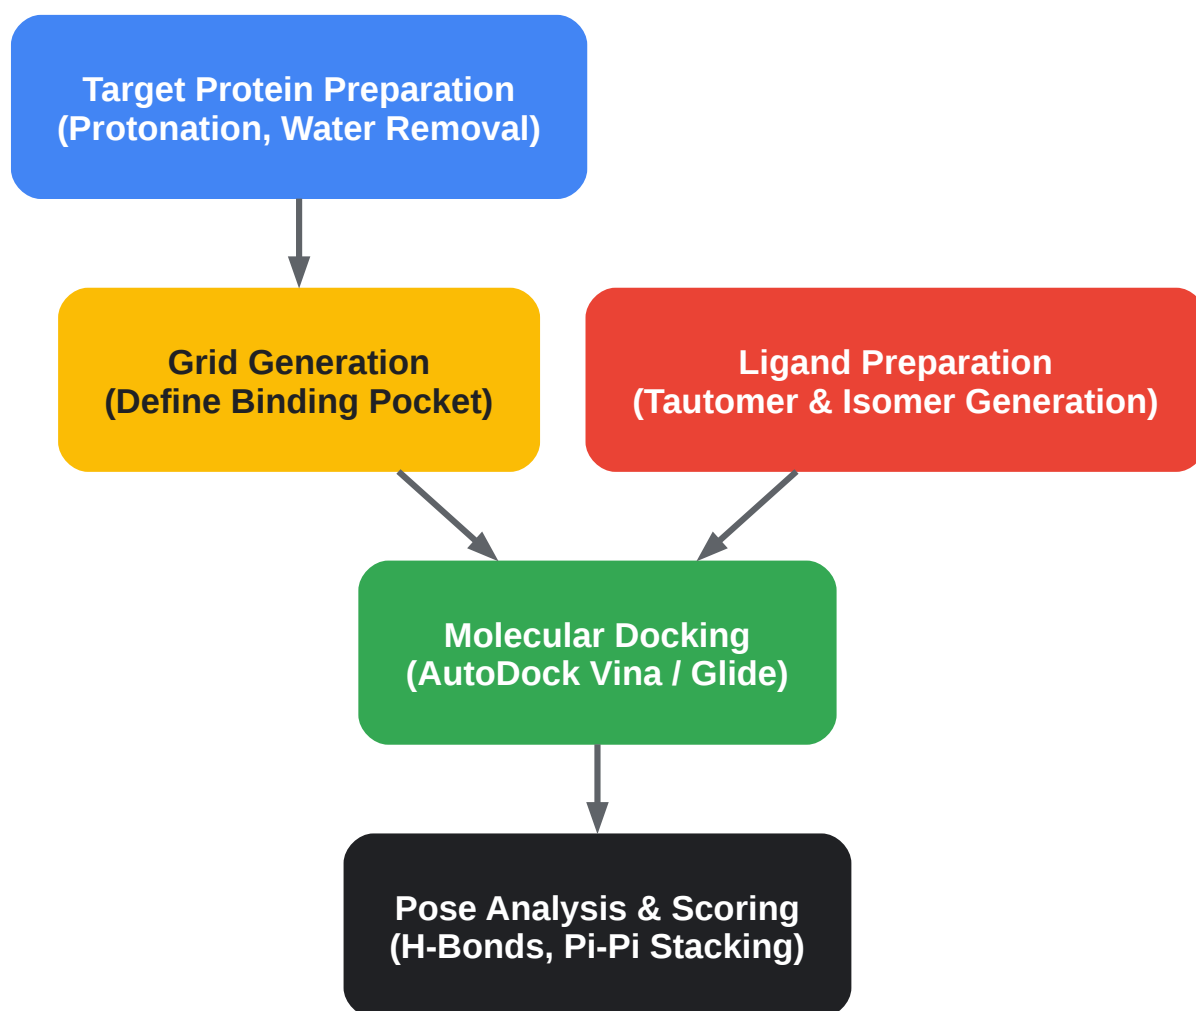 Target Protein Preparation
(Protonation, Water Removal)
Grid Generation
(Define Binding Pocket)
Ligand Preparation
(Tautomer & Isomer Generation)
Molecular Docking
(AutoDock Vina / Glide)
Pose Analysis & Scoring
(H-Bonds, Pi-Pi Stacking)